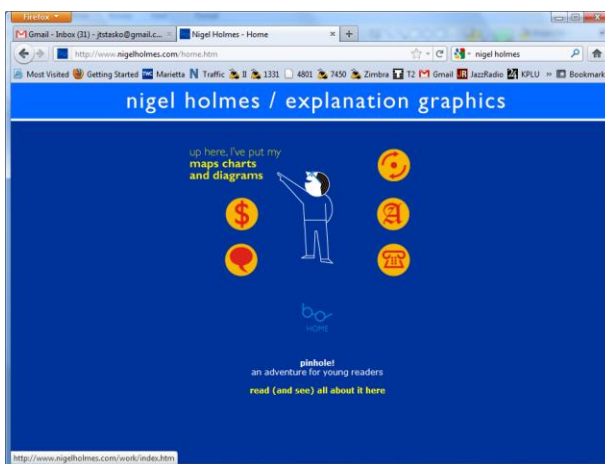 Firefox
Gmail - Inbox (31) - jtstasko@gmail.c...
Nigel Holmes - Home
http://www.nigelholmes.com/home.htm
nigel holmes
Most Visited Getting Started Marietta Traffic II 1331 4801 7450 Zimbra T2 Gmail JazzRadio KPLU » Bookmark
nigel holmes / explanation graphics
up here, I've put my
maps charts
and diagrams
$
A
HOME
pinhole!
an adventure for young readers
read (and see) all about it here
http://www.nigelholmes.com/work/index.htm